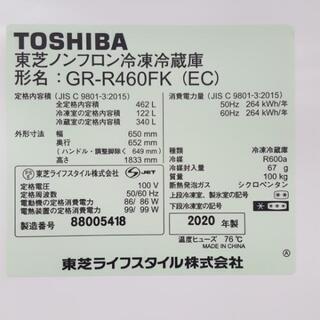 TOSHIBA
東芝ノンフロン冷凍冷蔵庫
形名：GR-R460FK（EC）
定格内容積（JIS C 9801-3:2015）
全定格内容積 462 L
冷凍室の定格内容積 122 L
冷蔵室の定格内容積 340 L
外形寸法 幅 650 mm
奥行 652 mm
（ハンドル・調整脚除く 649 mm）
高さ 1833 mm
東芝ライフスタイル株式会社 S-JET
定格電圧 100 V
定格周波数 50/60 Hz
電動機の定格消費電力 86/ 86 W
電熱装置の定格消費電力 99/ 99 W
製造番号 88005418
消費電力量（JIS C 9801-3:2015）
50Hz 264 kWh/年
60Hz 264 kWh/年
冷媒 R600a
冷媒封入量 67 g
質量 100 kg
断熱発泡ガス シクロペンタン
上段冷凍室、製氷室の記号
下段冷凍室の記号
2020 年製
温度ヒューズ 76℃
MADE IN CHINA
Ⓐ
東芝ライフスタイル株式会社